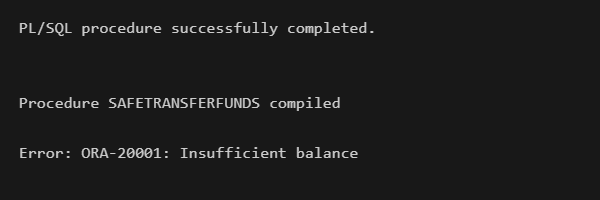 PL/SQL procedure successfully completed.
Procedure SAFETRANSFERFUNDS compiled
Error: ORA-20001: Insufficient balance